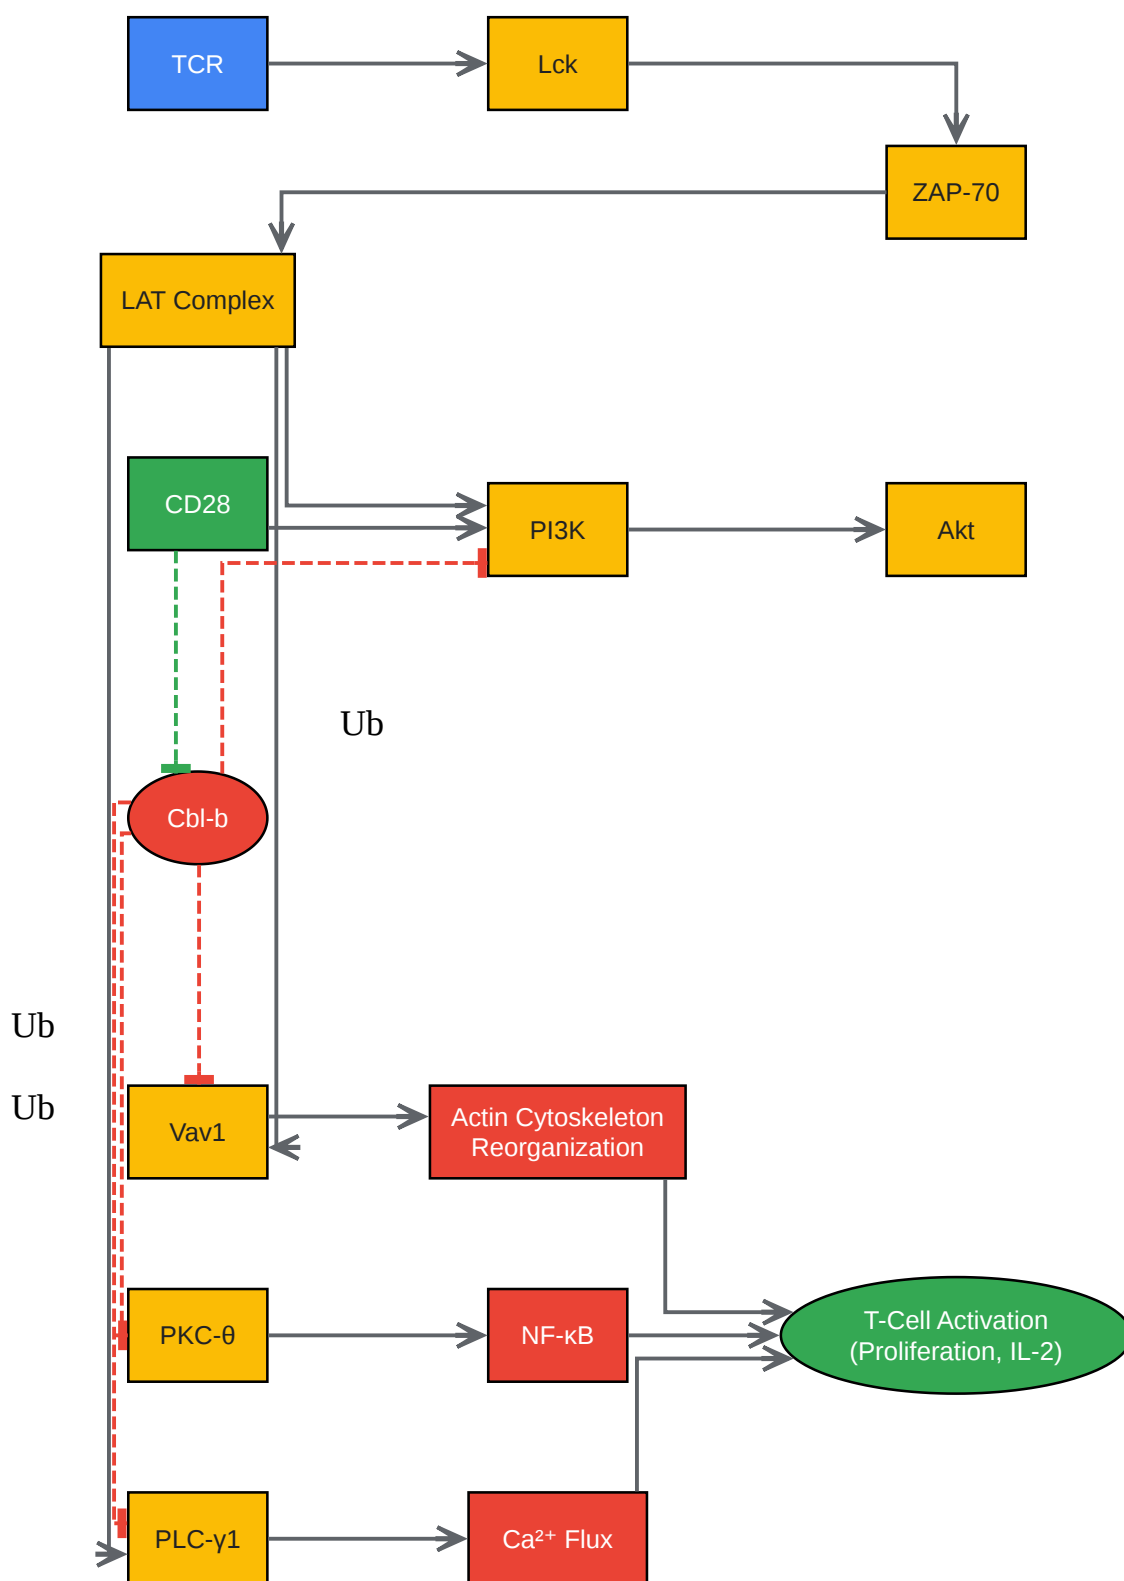 TCR
Lck
ZAP-70
LAT Complex
CD28
PI3K
Akt
Ub
Cbl-b
Ub
Ub
Vav1
Actin Cytoskeleton
Reorganization
PKC-θ
NF-κB
T-Cell Activation
(Proliferation, IL-2)
PLC-γ1
Ca²⁺ Flux